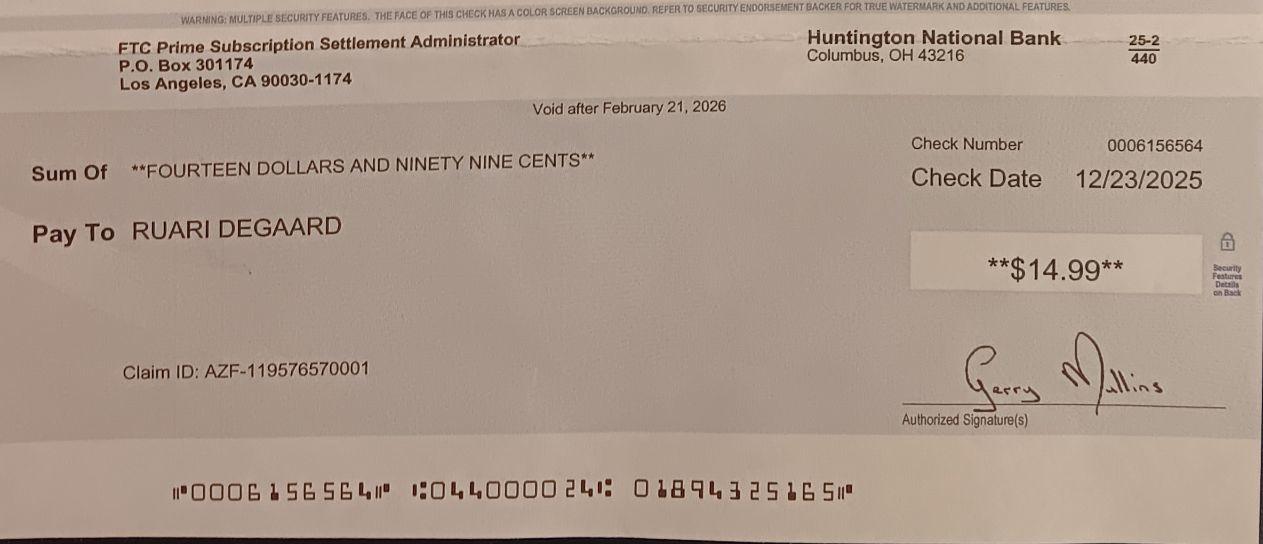 WARNING: MULTIPLE SECURITY FEATURES. THE FACE OF THIS CHECK HAS A COLOR SCREEN BACKGROUND. REFER TO SECURITY ENDORSEMENT BACKER FOR TRUE WATERMARK AND ADDITIONAL FEATURES.
FTC Prime Subscription Settlement Administrator
P.O. Box 301174
Los Angeles, CA 90030-1174
Huntington National Bank
Columbus, OH 43216
25-2
440
Void after February 21, 2026
Check Number 0006156564
Sum Of **FOURTEEN DOLLARS AND NINETY NINE CENTS**
Check Date 12/23/2025
Pay To RUARI DEGAARD
**$14.99**
Security
Features
Details
on Back
Claim ID: AZF-119576570001
Gerry Mullins
Authorized Signature(s)
⑈0006156564⑈ ⑆044000024⑆ 01894325165⑈